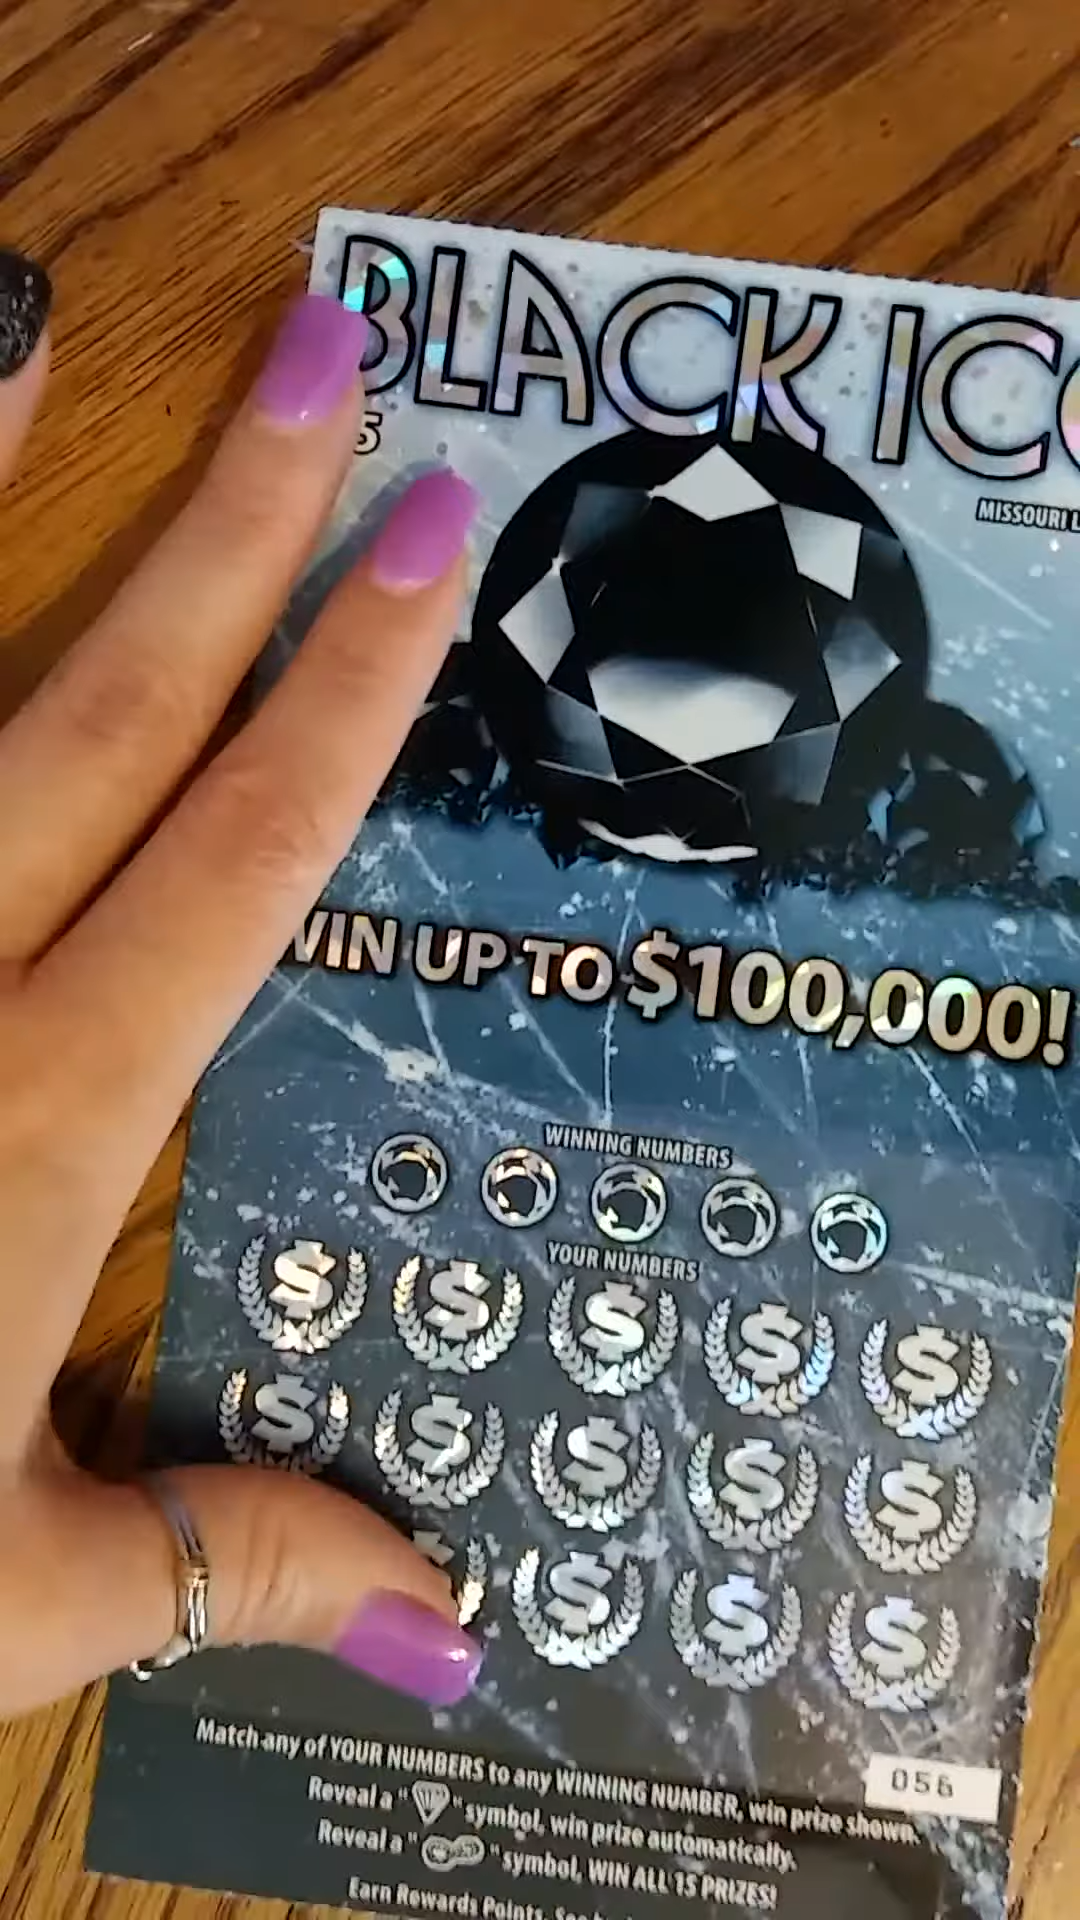 BLACK IC
5
MISSOURI L
WIN UP TO $100,000!
WINNING NUMBERS
YOUR NUMBERS
056
Match any of YOUR NUMBERS to any WINNING NUMBER, win prize shown.
Reveal a " " symbol, win prize automatically.
Reveal a " " symbol, WIN ALL 15 PRIZES!
Earn Rewards Points. See